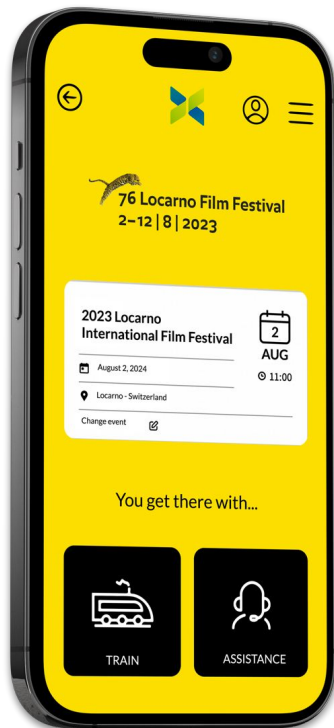 76 Locarno Film Festival
2–12 | 8 | 2023
2023 Locarno
International Film Festival
2
AUG
August 2, 2024
11:00
Locarno - Switzerland
Change event
You get there with...
TRAIN
ASSISTANCE